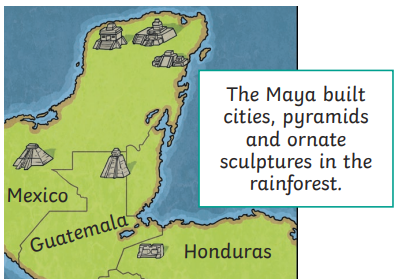 The Maya built
cities, pyramids
and ornate
sculptures in the
rainforest.
Mexico
Guatemala
Honduras